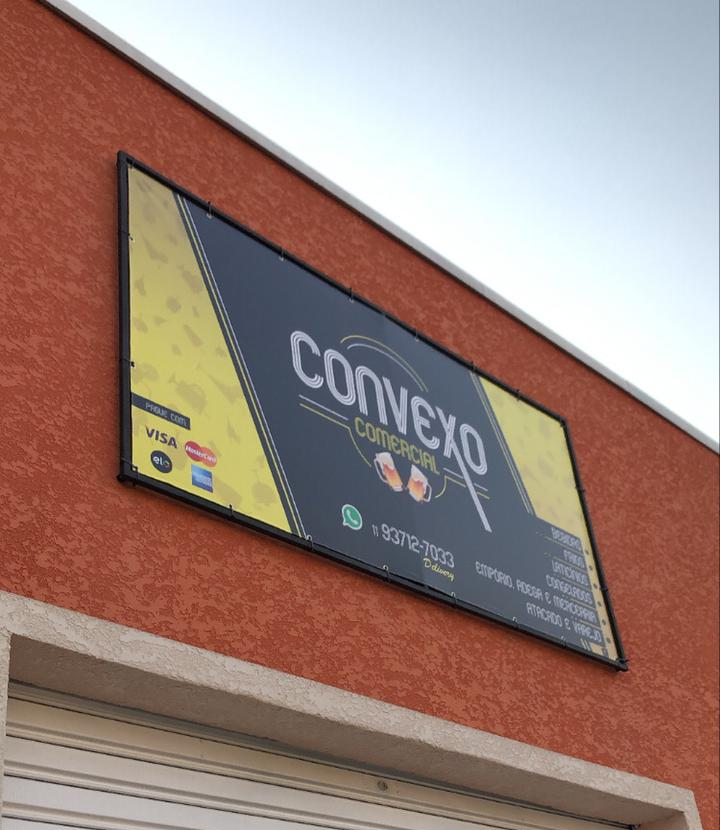 CONVEXO
COMERCIAL
PAGUE COM
VISA
MasterCard
elo
11 93712-7033
Delivery
BEBIDAS
FRIOS
LATICÍNIOS
CONGELADOS
EMPÓRIO, ADEGA E MERCEARIA
ATACADO E VAREJO